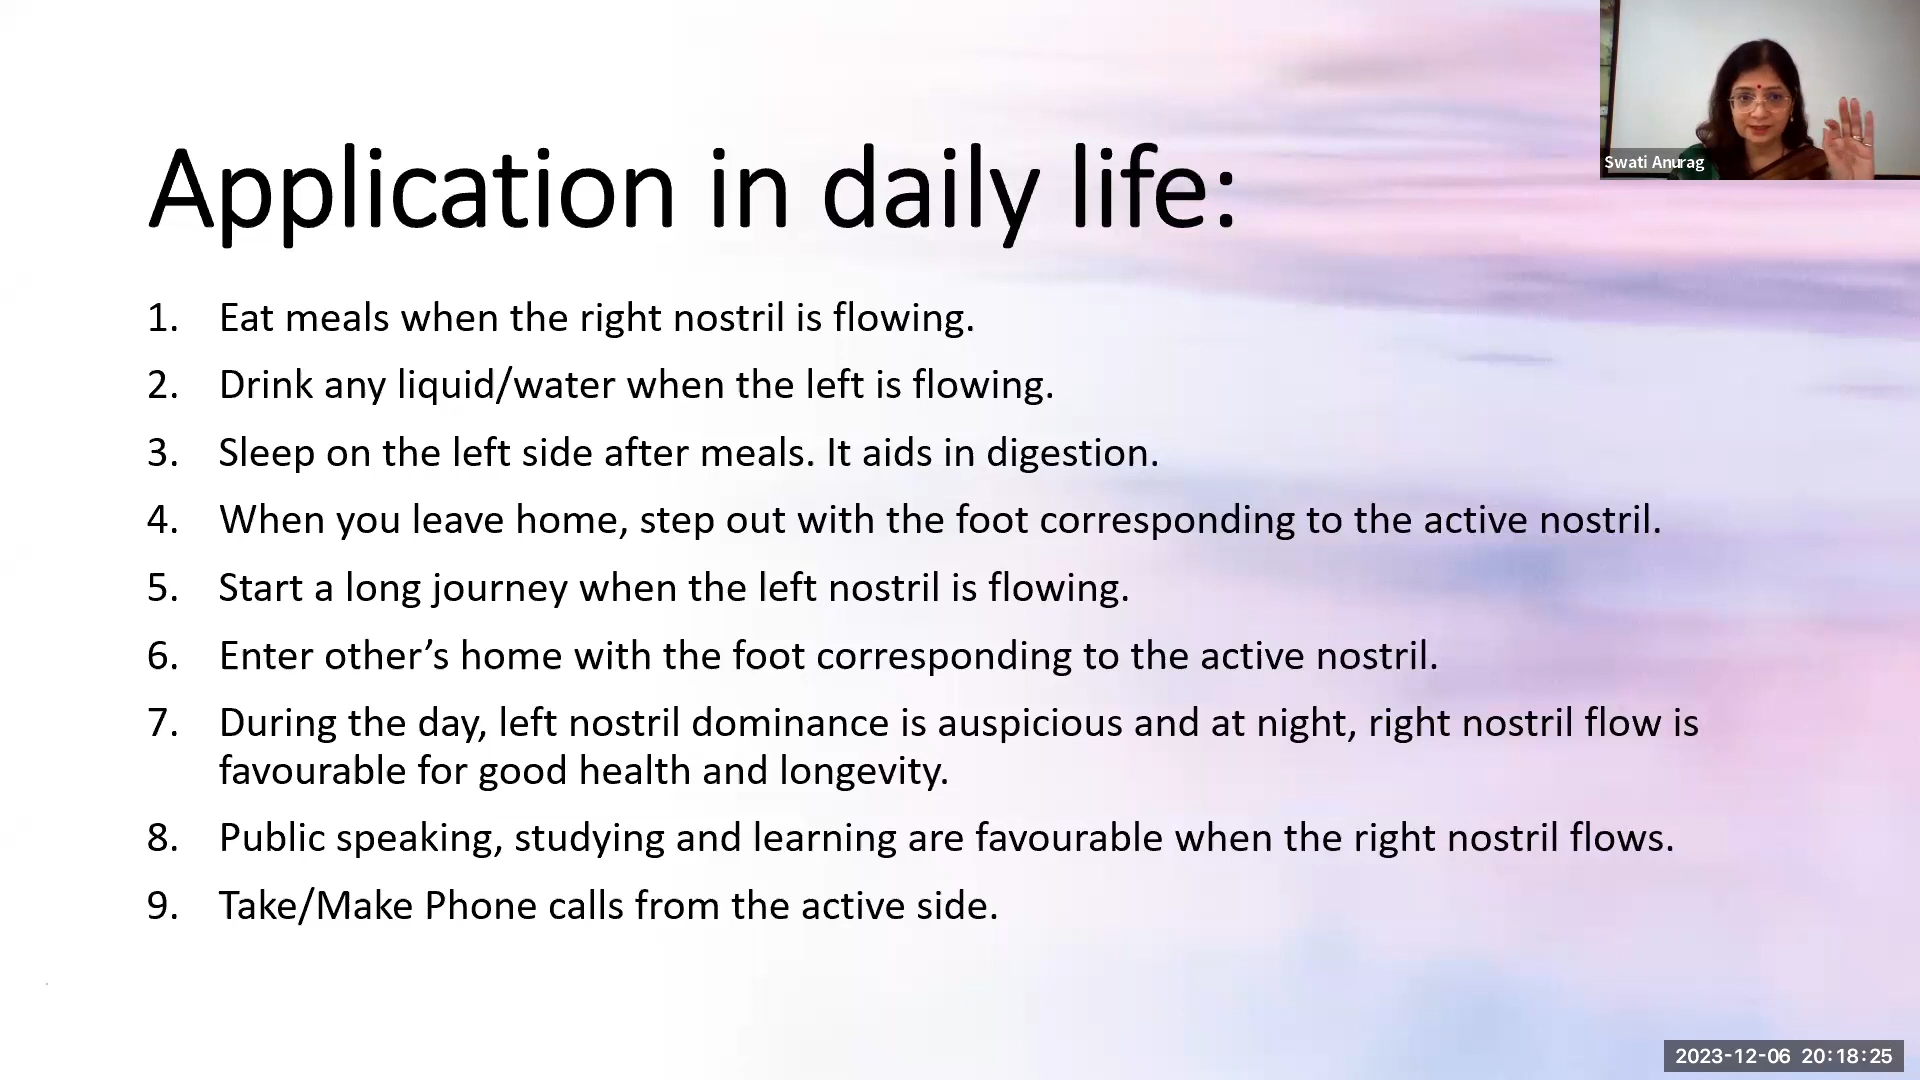 Swati Anurag
Application in daily life:
1. Eat meals when the right nostril is flowing.
2. Drink any liquid/water when the left is flowing.
3. Sleep on the left side after meals. It aids in digestion.
4. When you leave home, step out with the foot corresponding to the active nostril.
5. Start a long journey when the left nostril is flowing.
6. Enter other’s home with the foot corresponding to the active nostril.
7. During the day, left nostril dominance is auspicious and at night, right nostril flow is
favourable for good health and longevity.
8. Public speaking, studying and learning are favourable when the right nostril flows.
9. Take/Make Phone calls from the active side.
2023-12-06 20:18:25